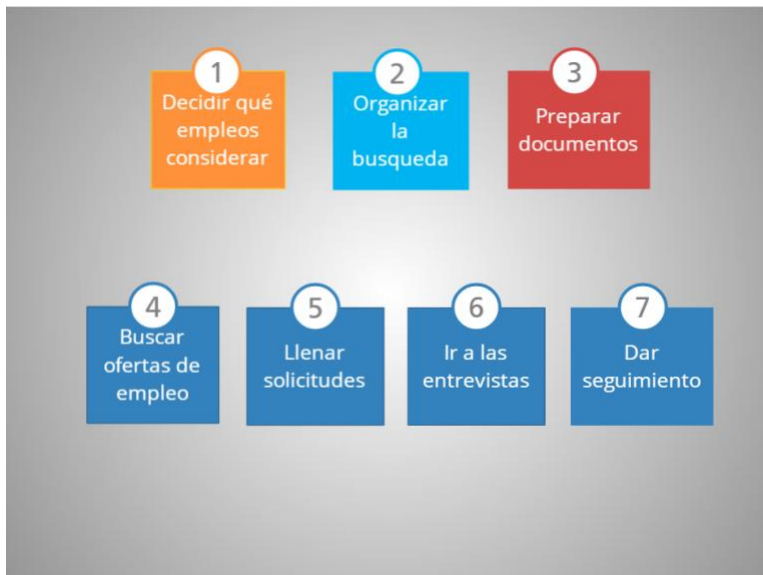 1
Decidir qué
empleos
considerar
2
Organizar
la
busqueda
3
Preparar
documentos
4
Buscar
ofertas de
empleo
5
Llenar
solicitudes
6
Ir a las
entrevistas
7
Dar
seguimiento